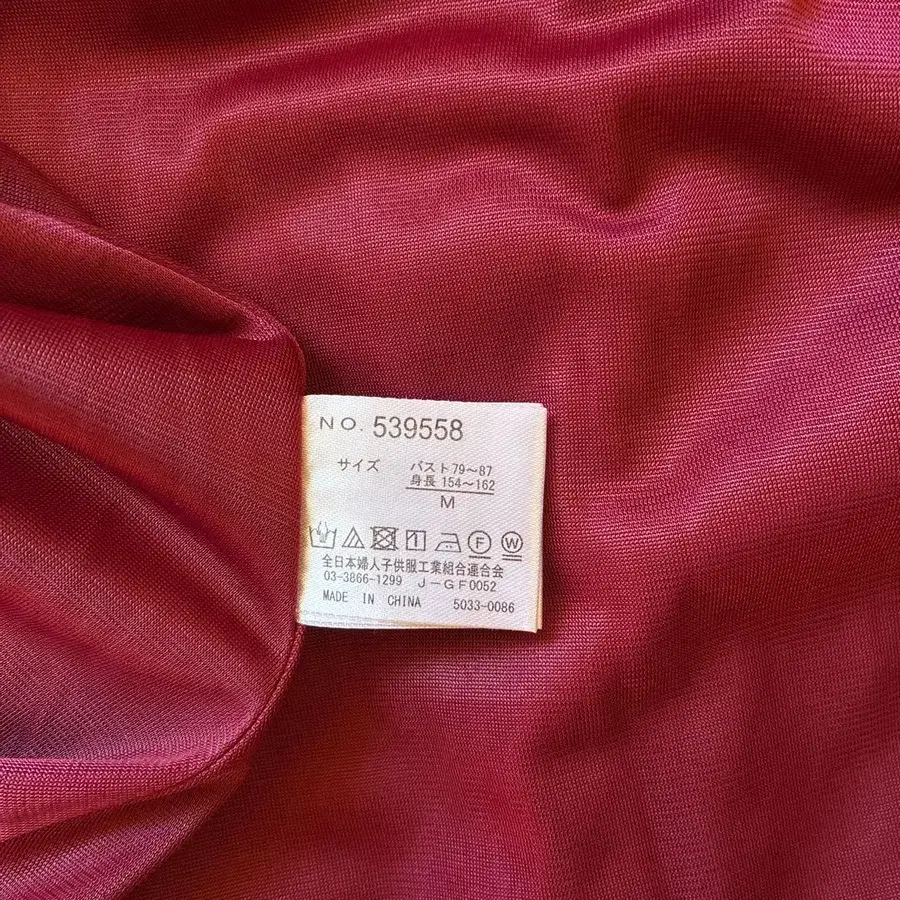 NO. 539558
サイズ バスト79〜87
身長 154〜162
M
F W
全日本婦人子供服工業組合連合会
03-3866-1299 J-GF0052
MADE IN CHINA 5033-0086